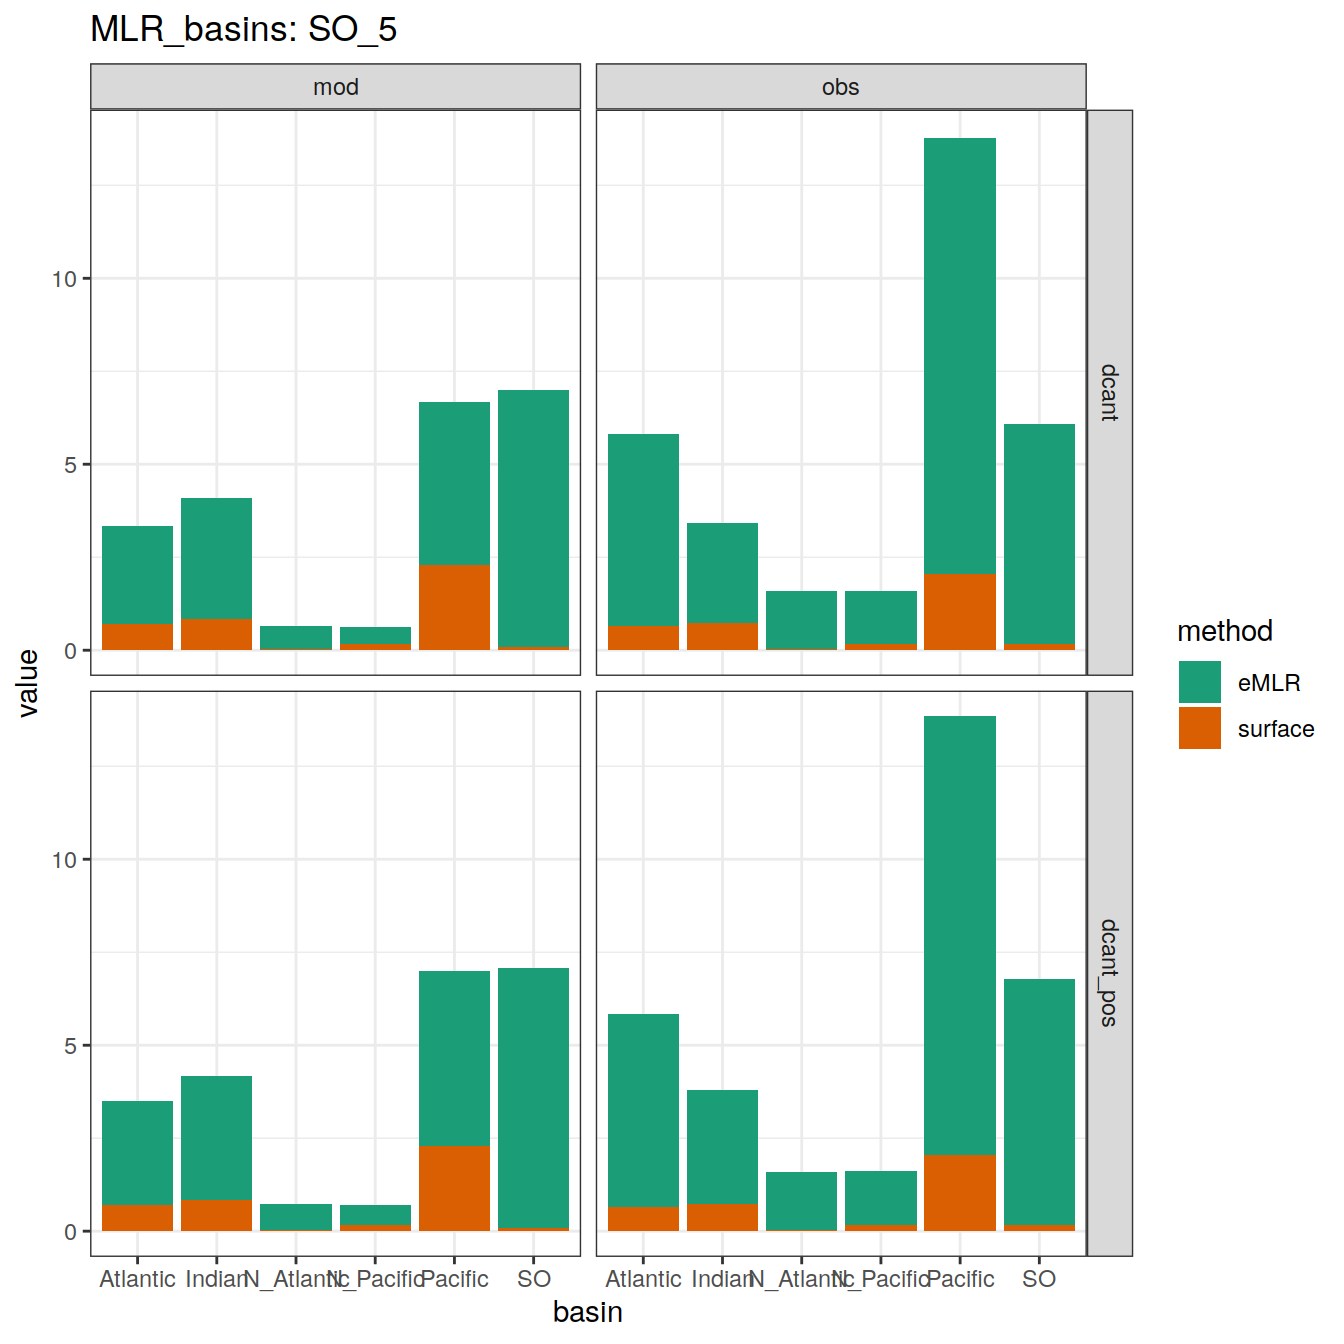 MLR_basins: SO_5
mod
obs
10
5
0
dcant
10
5
0
dcant_pos
value
Atlantic Indian N_Atlantic N_Pacific Pacific SO
Atlantic Indian N_Atlantic N_Pacific Pacific SO
basin
method
eMLR
surface